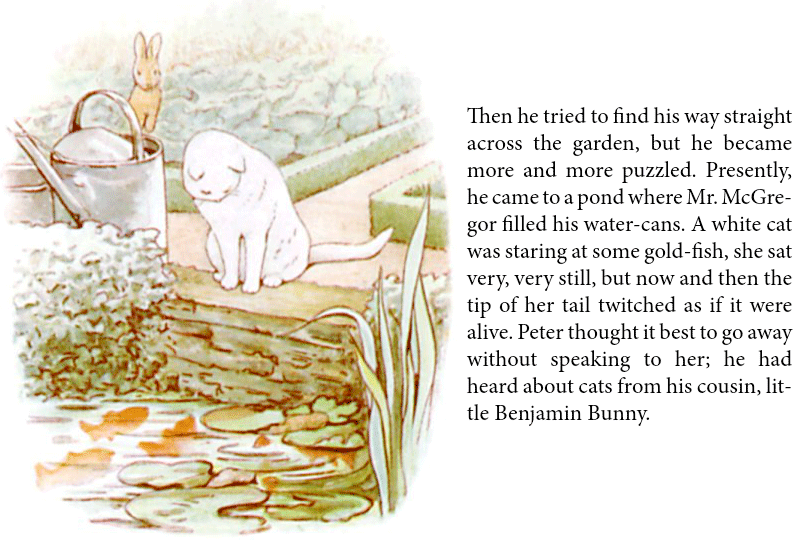 Then he tried to find his way straight
across the garden, but he became
more and more puzzled. Presently,
he came to a pond where Mr. McGre-
gor filled his water-cans. A white cat
was staring at some gold-fish, she sat
very, very still, but now and then the
tip of her tail twitched as if it were
alive. Peter thought it best to go away
without speaking to her; he had
heard about cats from his cousin, lit-
tle Benjamin Bunny.